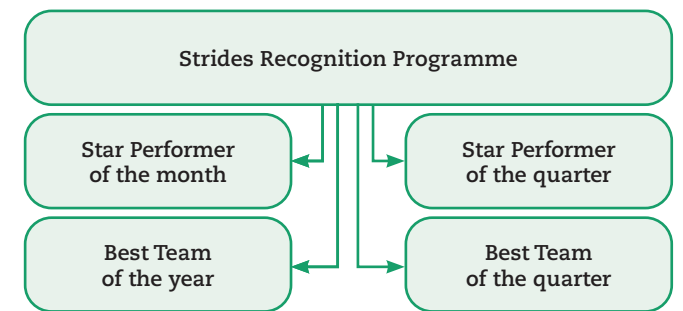 Strides Recognition Programme
Star Performer
of the month
Star Performer
of the quarter
Best Team
of the year
Best Team
of the quarter